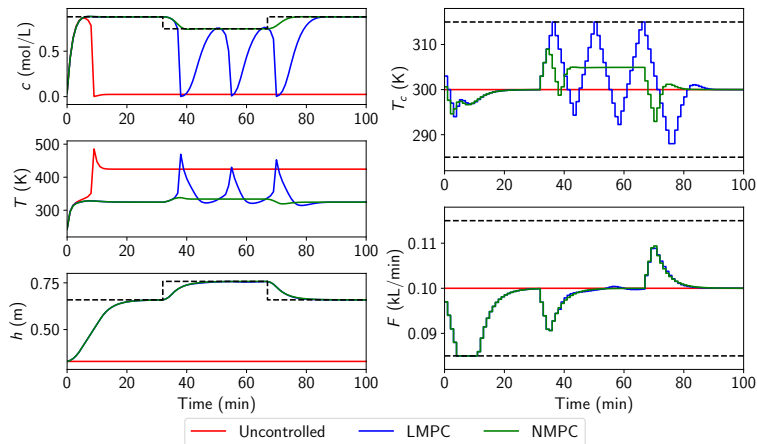 c (mol/L)
0.5
0.0
0 20 40 60 80 100
T (K)
500
400
300
0 20 40 60 80 100
h (m)
0.75
0.50
0 20 40 60 80 100
Time (min)
T_c (K)
315
300
290
0 20 40 60 80 100
F (kL/min)
0.11
0.10
0.09
0 20 40 60 80 100
Time (min)
Uncontrolled LMPC NMPC